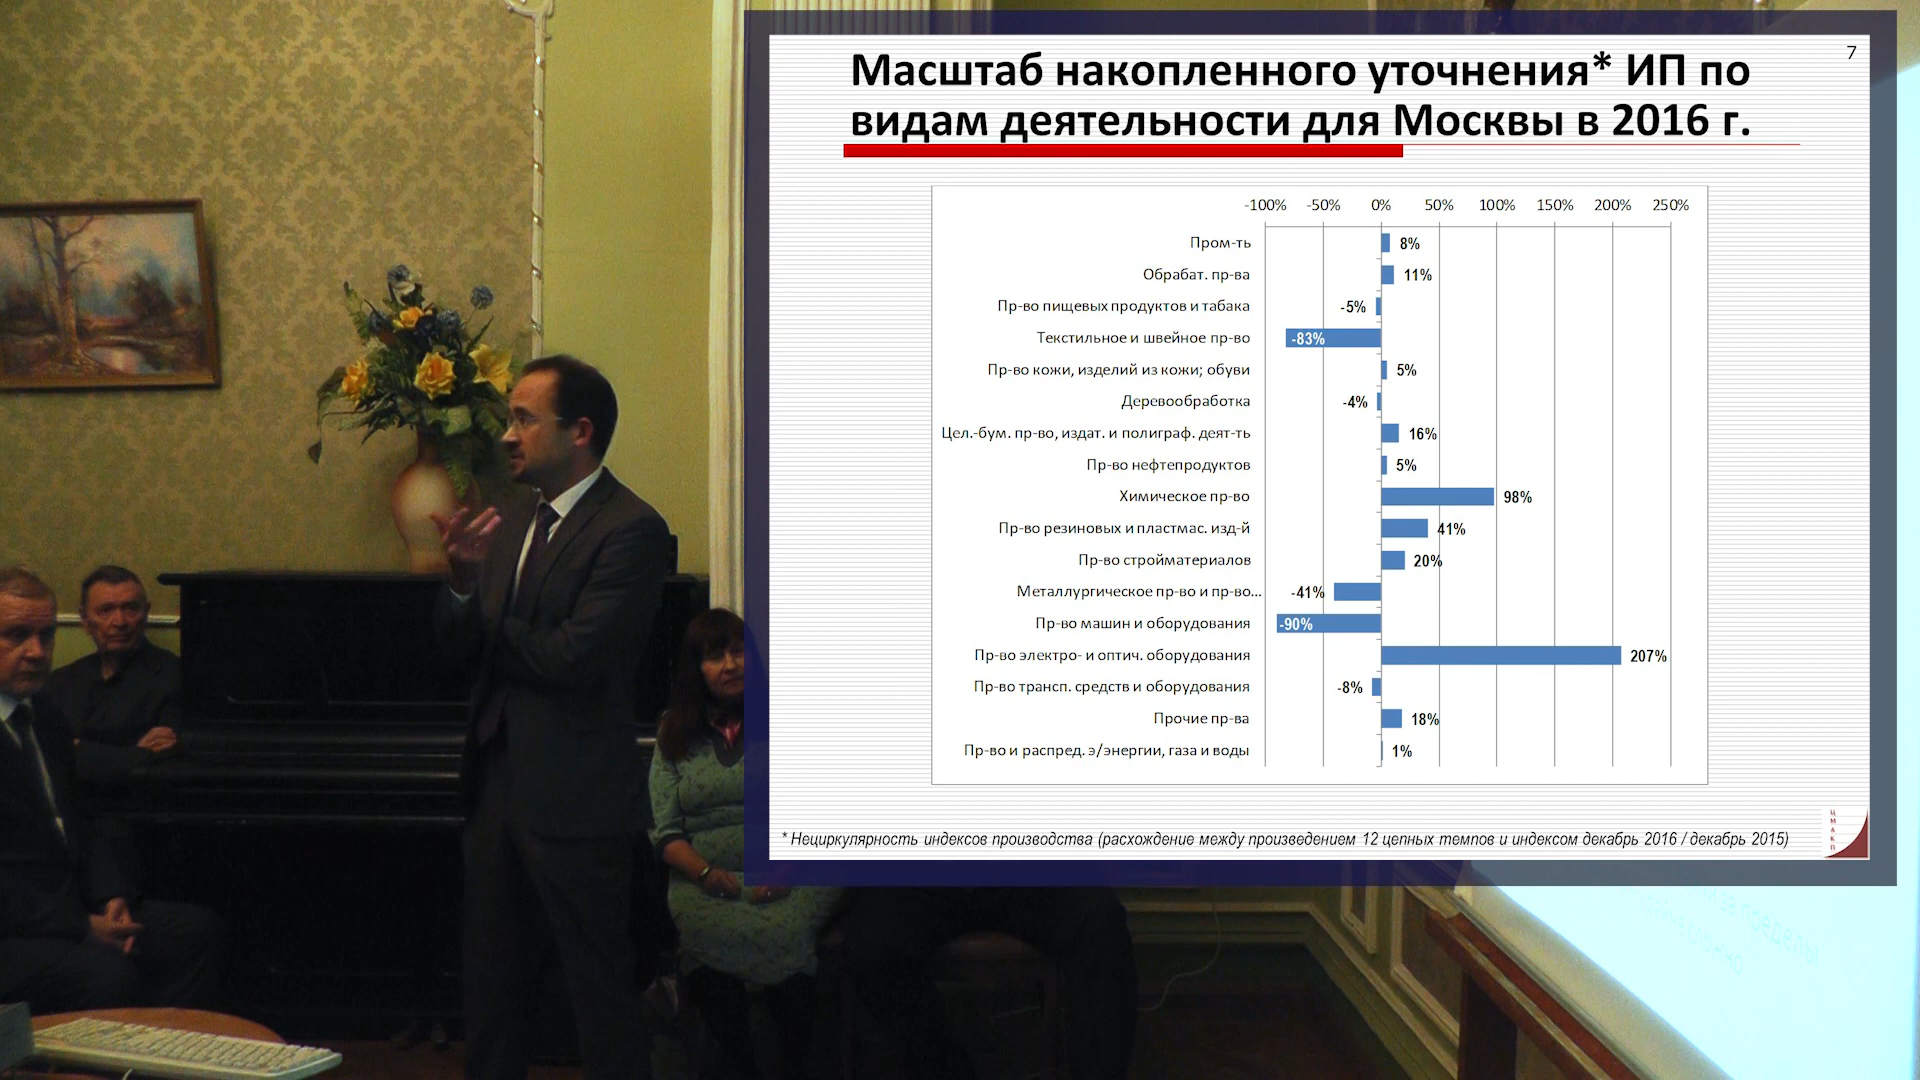 7
Масштаб накопленного уточнения* ИП по
видам деятельности для Москвы в 2016 г.
-100% -50% 0% 50% 100% 150% 200% 250%
Пром-ть 8%
Обрабат. пр-ва 11%
Пр-во пищевых продуктов и табака -5%
Текстильное и швейное пр-во -83%
Пр-во кожи, изделий из кожи; обуви 5%
Деревообработка -4%
Цел.-бум. пр-во, издат. и полиграф. деят-ть 16%
Пр-во нефтепродуктов 5%
Химическое пр-во 98%
Пр-во резиновых и пластмас. изд-й 41%
Пр-во стройматериалов 20%
Металлургическое пр-во и пр-во... -41%
Пр-во машин и оборудования -90%
Пр-во электро- и оптич. оборудования 207%
Пр-во трансп. средств и оборудования -8%
Прочие пр-ва 18%
Пр-во и распред. э/энергии, газа и воды 1%
* Нециркулярность индексов производства (расхождение между произведением 12 цепных темпов и индексом декабрь 2016 / декабрь 2015)
ЦМАКП